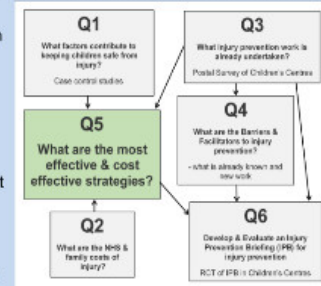 Q1
What factors contribute to
keeping children safe from
injury?
Case control studies
Q3
What injury prevention work is
already undertaken?
Postal Survey of Children's Centres
Q5
What are the most
effective & cost
effective strategies?
Q4
What are the Barriers &
Facilitators to injury
prevention?
- what is already known and
new work
Q2
What are the NHS &
family costs of
injury?
Q6
Develop & Evaluate an Injury
Prevention Briefing (IPB) for
injury prevention
RCT of IPB in Children's Centres